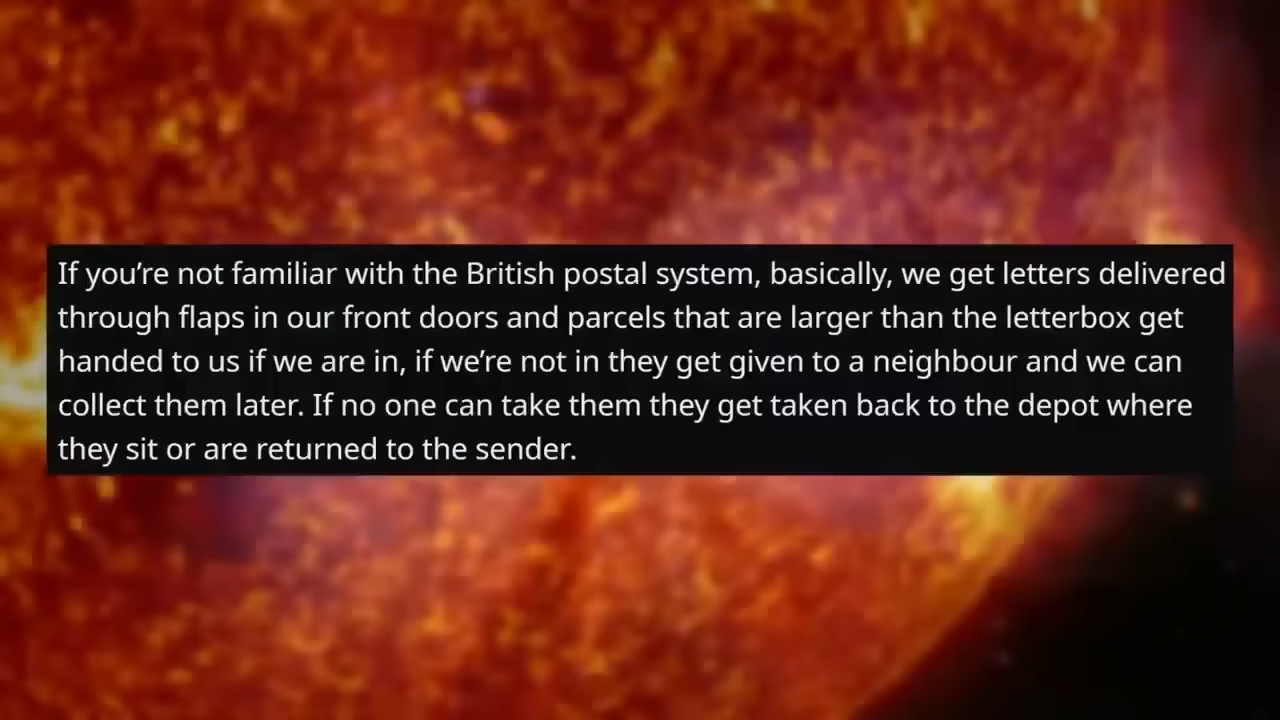 If you’re not familiar with the British postal system, basically, we get letters delivered
through flaps in our front doors and parcels that are larger than the letterbox get
handed to us if we are in, if we’re not in they get given to a neighbour and we can
collect them later. If no one can take them they get taken back to the depot where
they sit or are returned to the sender.